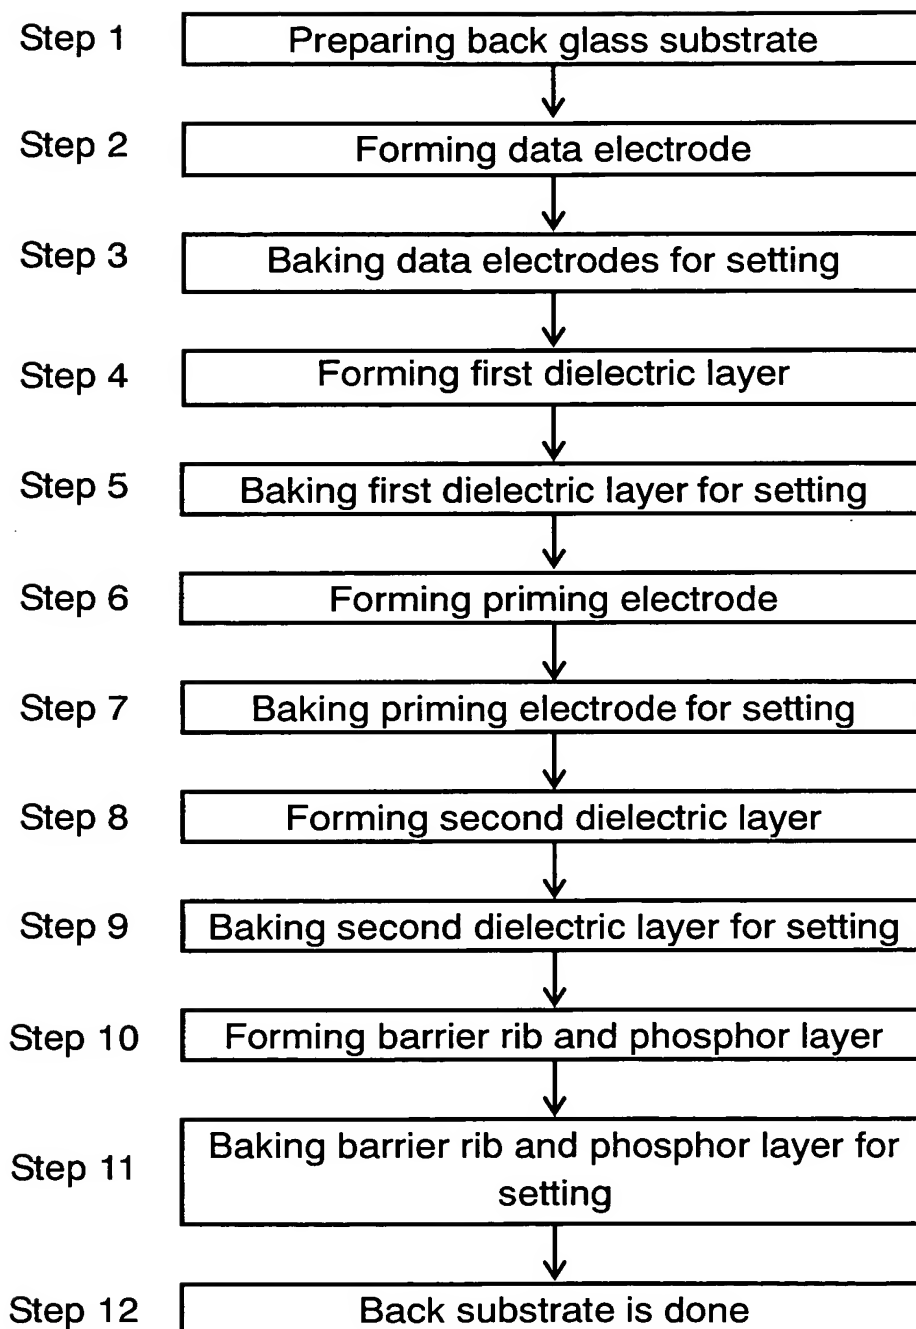 Step 1 Preparing back glass substrate
Step 2 Forming data electrode
Step 3 Baking data electrodes for setting
Step 4 Forming first dielectric layer
Step 5 Baking first dielectric layer for setting
Step 6 Forming priming electrode
Step 7 Baking priming electrode for setting
Step 8 Forming second dielectric layer
Step 9 Baking second dielectric layer for setting
Step 10 Forming barrier rib and phosphor layer
Step 11 Baking barrier rib and phosphor layer for
setting
Step 12 Back substrate is done